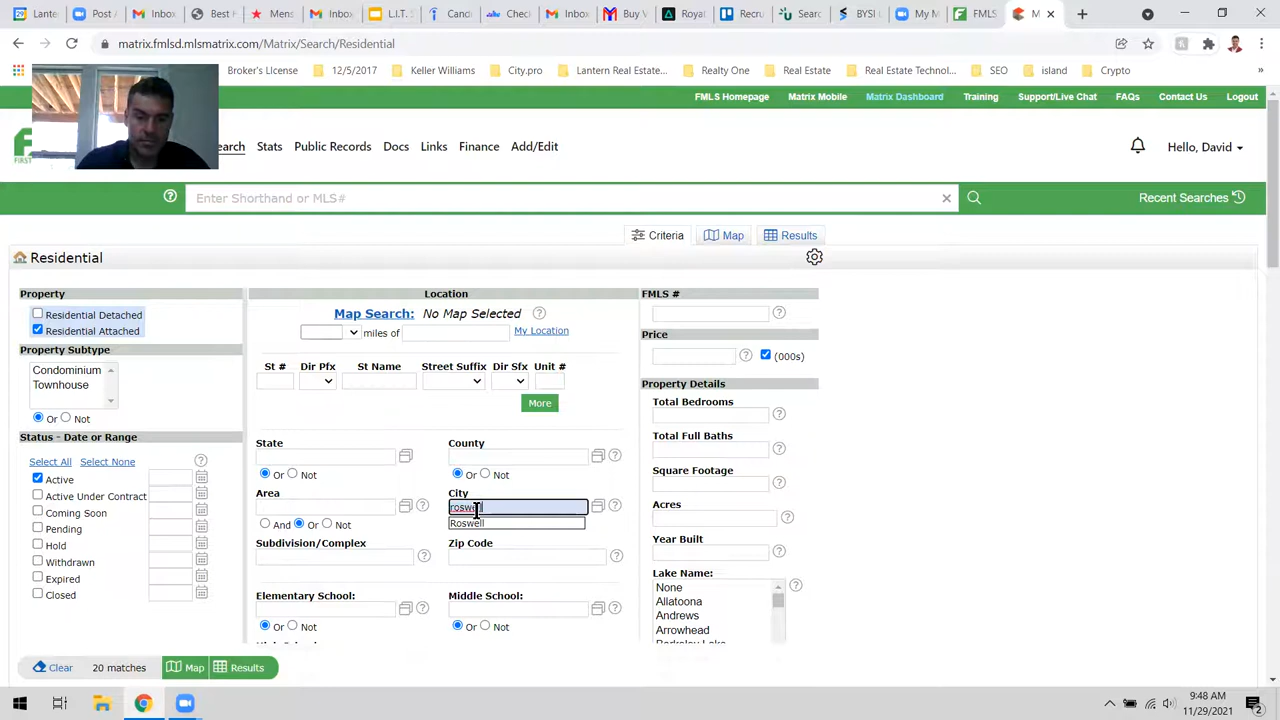 Lanter
Inbox
Best F
Mens
Inbox
L.I.T. S
Cand
Chec
Inbox
Buy V
Royal
Recru
Searc
BYSI L
My M
FMLS
M
matrix.fmlsd.mlsmatrix.com/Matrix/Search/Residential
Broker's License
12/5/2017
Keller Williams
City.pro
Lantern Real Estate...
Realty One
Real Estate
Real Estate Technol...
SEO
island
Crypto
»
FMLS Homepage
Matrix Mobile
Matrix Dashboard
Training
Support/Live Chat
FAQs
Contact Us
Logout
FIRST
earch
Stats
Public Records
Docs
Links
Finance
Add/Edit
Hello, David
Enter Shorthand or MLS#
Recent Searches
Criteria
Map
Results
Residential
Property
Residential Detached
Residential Attached
Property Subtype
Condominium
Townhouse
Or Not
Status - Date or Range
Select All Select None
Active
Active Under Contract
Coming Soon
Pending
Hold
Withdrawn
Expired
Closed
Location
Map Search: No Map Selected
miles of
My Location
St # Dir Pfx St Name Street Suffix Dir Sfx Unit #
More
State County
Or Not Or Not
Area City
roswell
And Or Not Roswell
Subdivision/Complex Zip Code
Elementary School: Middle School:
Or Not Or Not
FMLS #
Price
(000s)
Property Details
Total Bedrooms
Total Full Baths
Square Footage
Acres
Year Built
Lake Name:
None
Allatoona
Andrews
Arrowhead
Berkeley Lake
Clear 20 matches Map Results
9:48 AM
11/29/2021
2